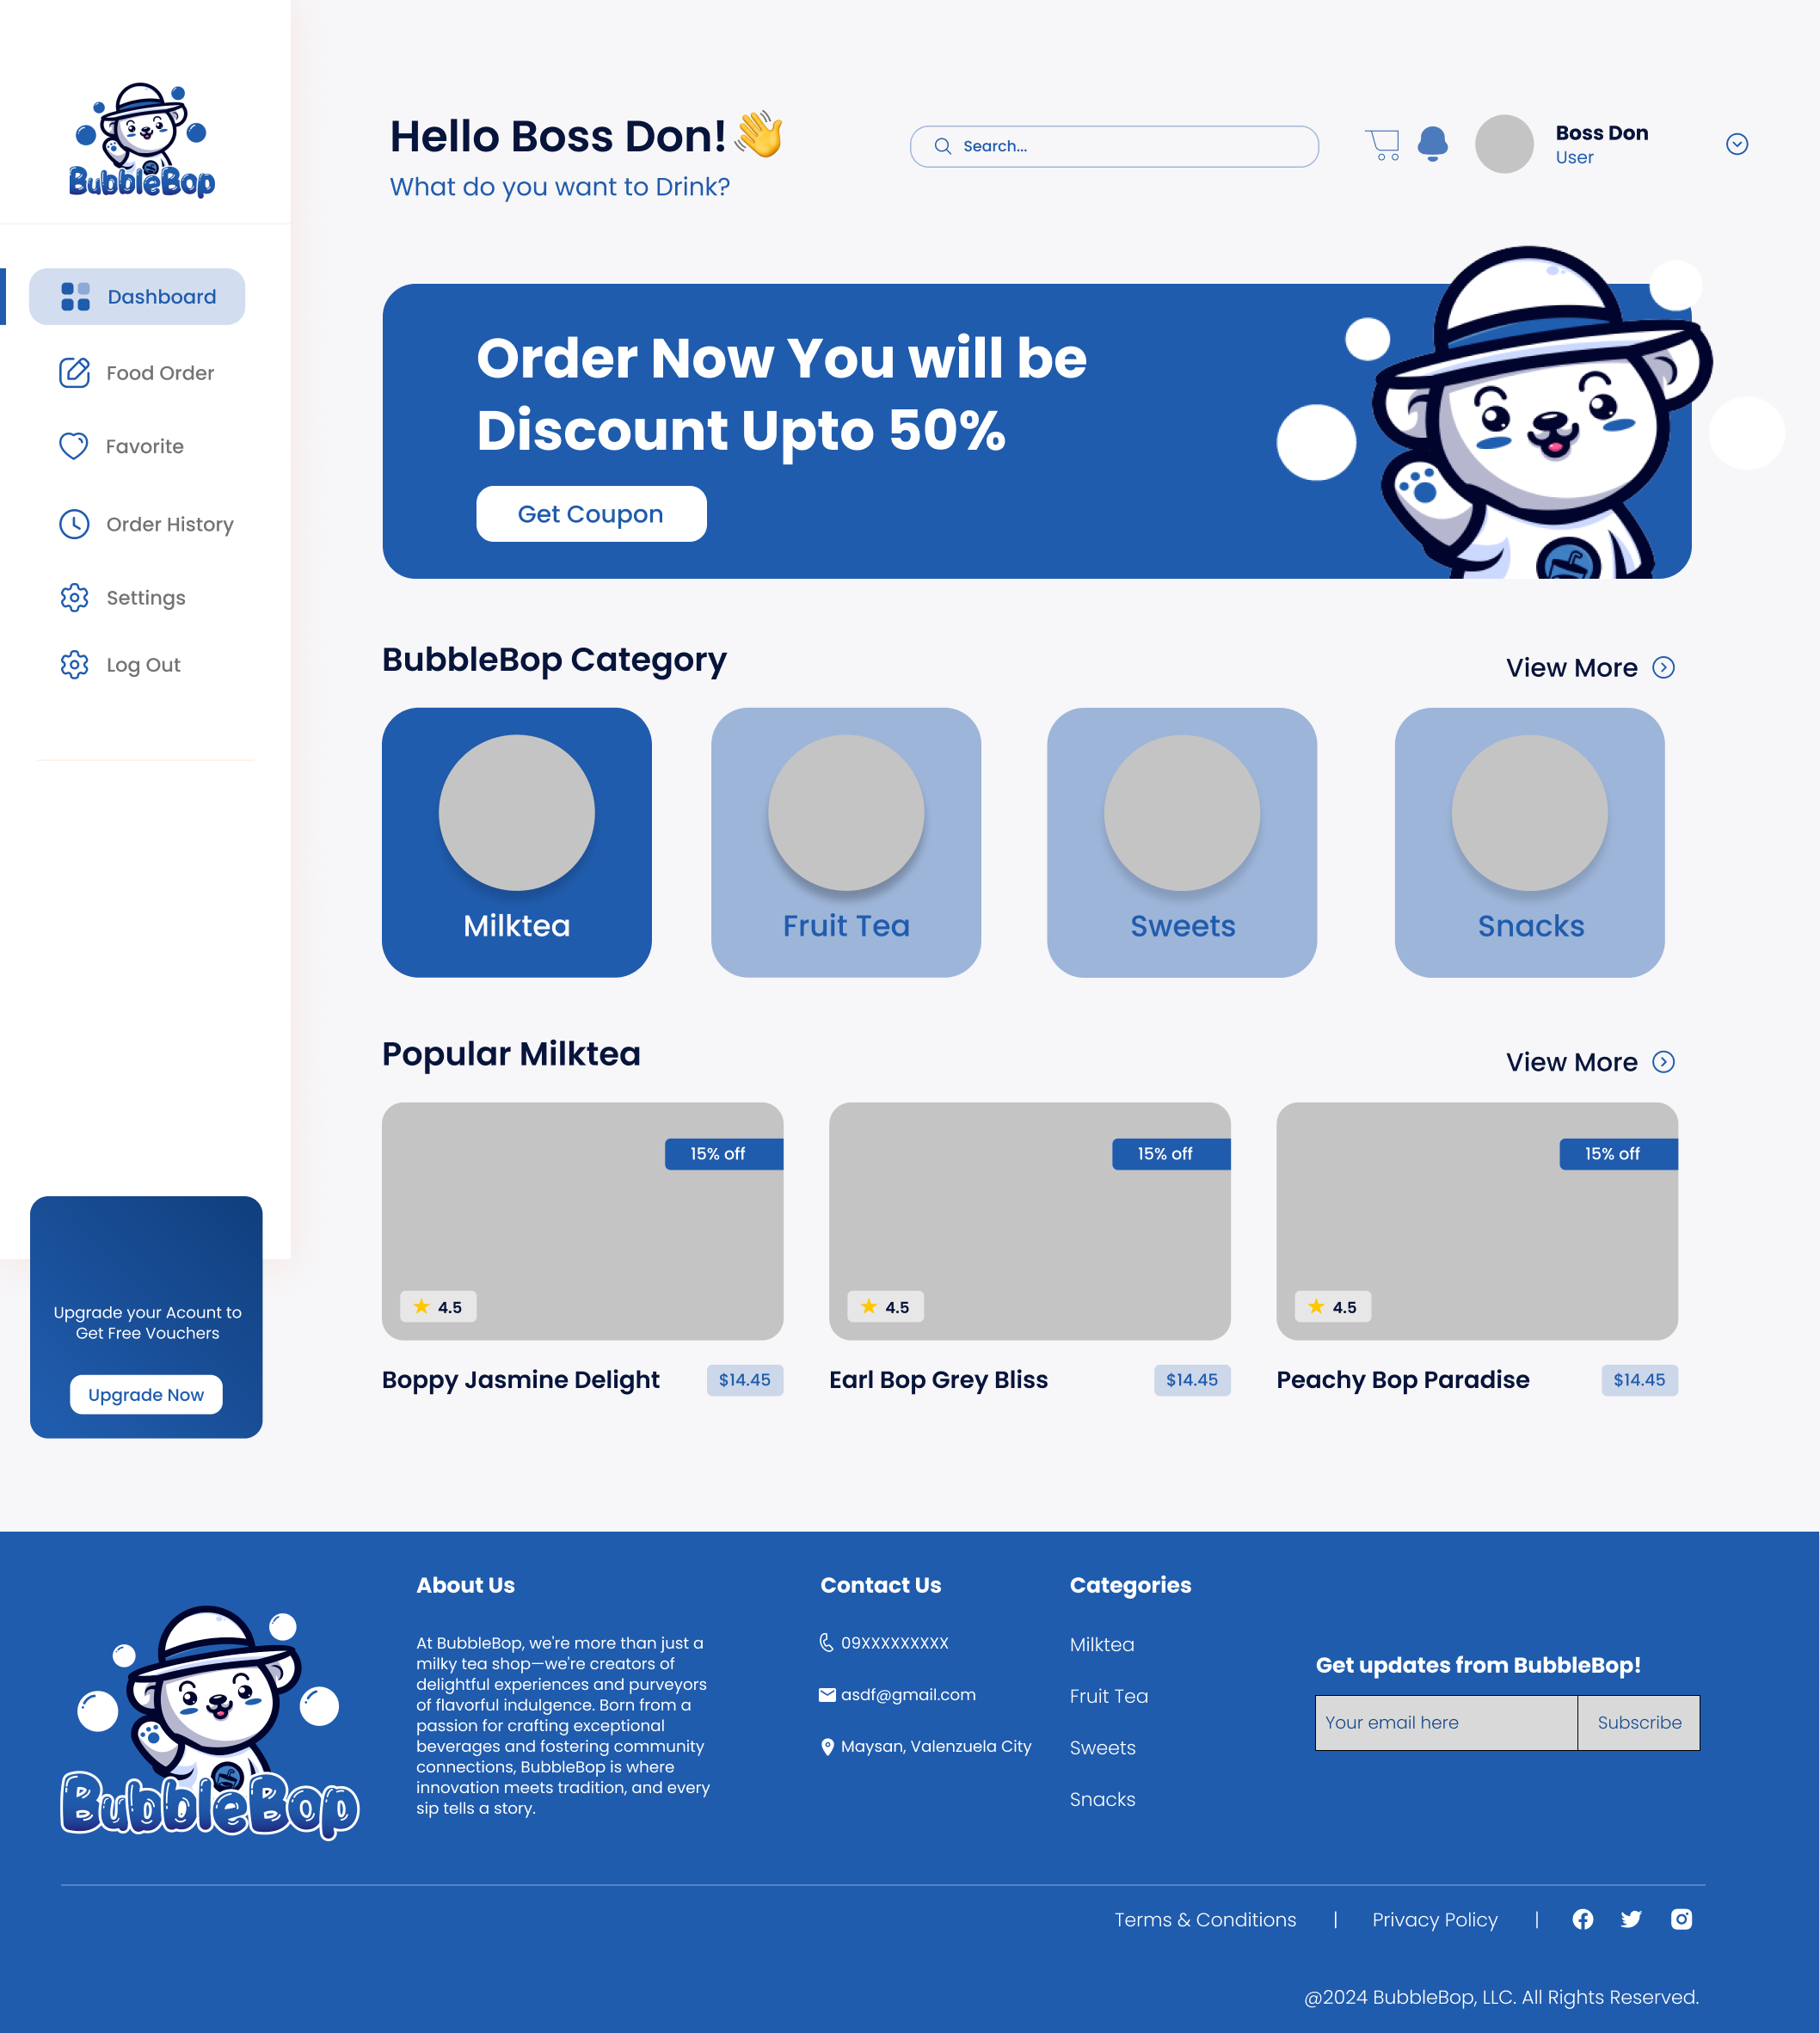 BubbleBop
Dashboard
Food Order
Favorite
Order History
Settings
Log Out
Upgrade your Acount to
Get Free Vouchers
Upgrade Now
Hello Boss Don!👋
What do you want to Drink?
Search...
Boss Don
User
Order Now You will be
Discount Upto 50%
Get Coupon
BubbleBop Category
View More
Milktea
Fruit Tea
Sweets
Snacks
Popular Milktea
View More
15% off
4.5
Boppy Jasmine Delight
$14.45
15% off
4.5
Earl Bop Grey Bliss
$14.45
15% off
4.5
Peachy Bop Paradise
$14.45
BubbleBop
About Us
At BubbleBop, we're more than just a
milky tea shop—we're creators of
delightful experiences and purveyors
of flavorful indulgence. Born from a
passion for crafting exceptional
beverages and fostering community
connections, BubbleBop is where
innovation meets tradition, and every
sip tells a story.
Contact Us
09XXXXXXXXX
asdf@gmail.com
Maysan, Valenzuela City
Categories
Milktea
Fruit Tea
Sweets
Snacks
Get updates from BubbleBop!
Your email here
Subscribe
Terms & Conditions | Privacy Policy |
@2024 BubbleBop, LLC. All Rights Reserved.